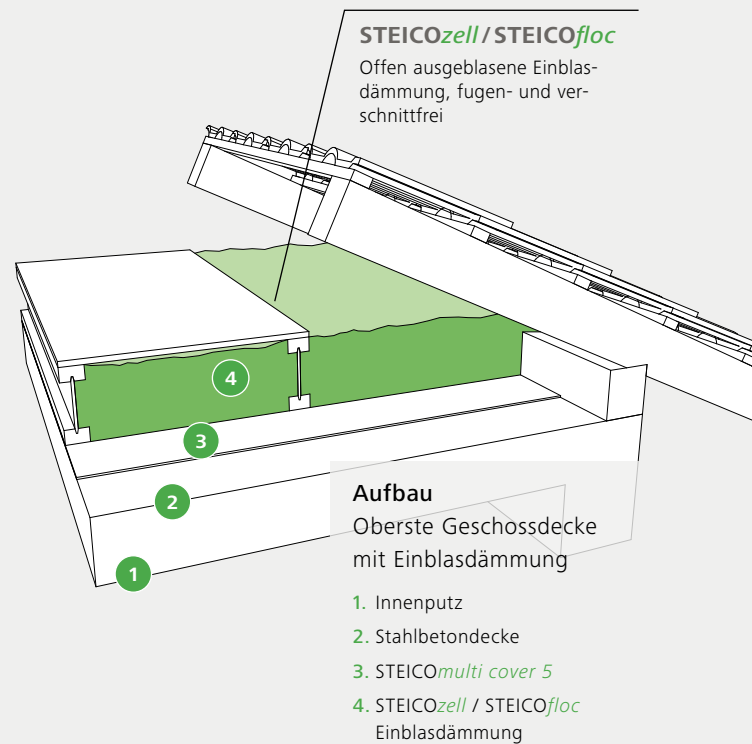 STEICOzell / STEICOfloc
Offen ausgeblasene Einblas-
dämmung, fugen- und ver-
schnittfrei
4
3
2
1
Aufbau
Oberste Geschossdecke
mit Einblasdämmung
1. Innenputz
2. Stahlbetondecke
3. STEICOmulti cover 5
4. STEICOzell / STEICOfloc
Einblasdämmung